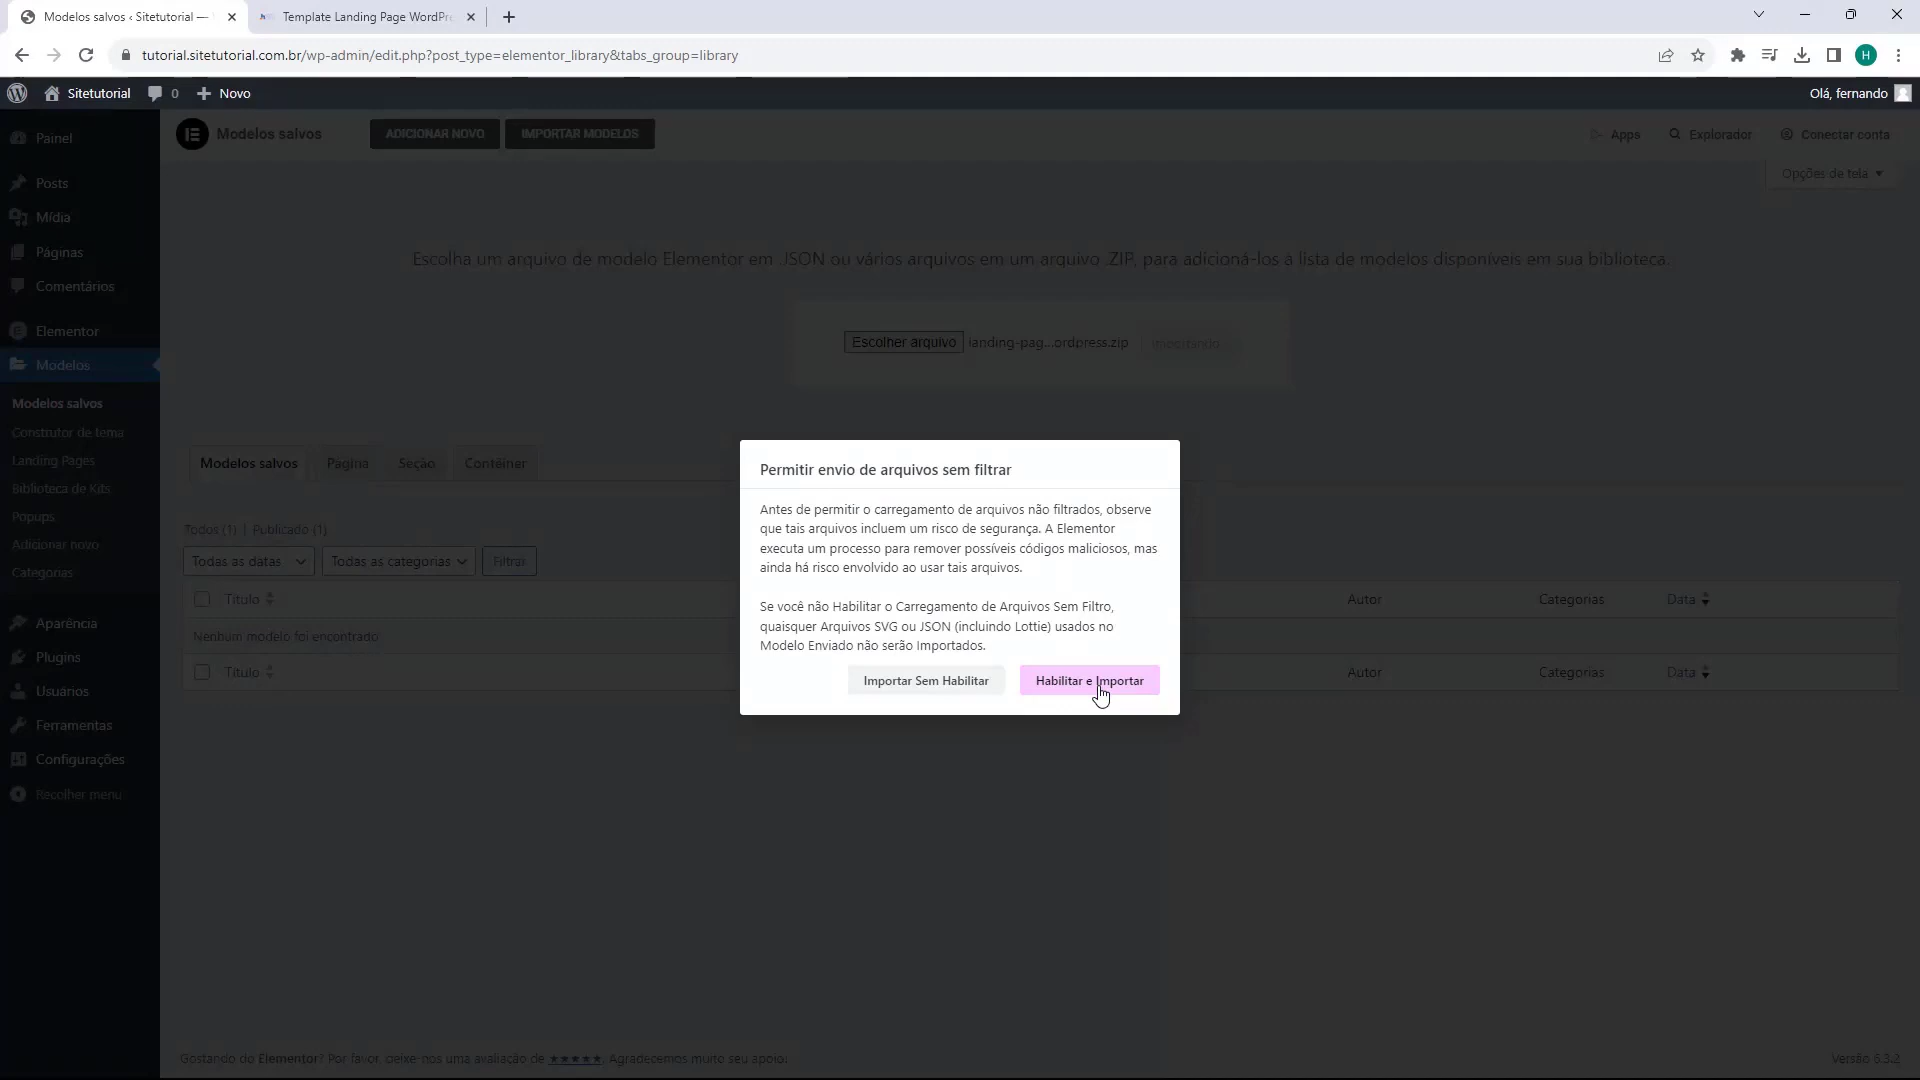 Modelos salvos ‹ Sitetutorial —
Template Landing Page WordPre
tutorial.sitetutorial.com.br/wp-admin/edit.php?post_type=elementor_library&tabs_group=library
H
Sitetutorial
0
Novo
Olá, fernando
Painel
Posts
Mídia
Páginas
Comentários
Elementor
Modelos
Modelos salvos
Construtor de tema
Landing Pages
Biblioteca de Kits
Popups
Adicionar novo
Categorias
Aparência
Plugins
Usuários
Ferramentas
Configurações
Recolher menu
Modelos salvos
ADICIONAR NOVO
IMPORTAR MODELOS
Apps
Explorador
Conectar conta
Opções de tela
Escolha um arquivo de modelo Elementor em .JSON ou vários arquivos em um arquivo .ZIP, para adicioná-los à lista de modelos disponíveis em sua biblioteca.
Escolher arquivo landing-pag...ordpress.zip
Modelos salvos
Página
Seção
Contêiner
Todos (1) | Publicado (1)
Todas as datas
Todas as categorias
Filtrar
Título
Autor
Categorias
Data
Nenhum modelo foi encontrado
Título
Autor
Categorias
Data
Permitir envio de arquivos sem filtrar
Antes de permitir o carregamento de arquivos não filtrados, observe
que tais arquivos incluem um risco de segurança. A Elementor
executa um processo para remover possíveis códigos maliciosos, mas
ainda há risco envolvido ao usar tais arquivos.
Se você não Habilitar o Carregamento de Arquivos Sem Filtro,
quaisquer Arquivos SVG ou JSON (incluindo Lottie) usados no
Modelo Enviado não serão Importados.
Importar Sem Habilitar
Habilitar e Importar
Gostando do Elementor? Por favor, deixe-nos uma avaliação de ★★★★★. Agradecemos muito seu apoio!
Versão 6.3.2